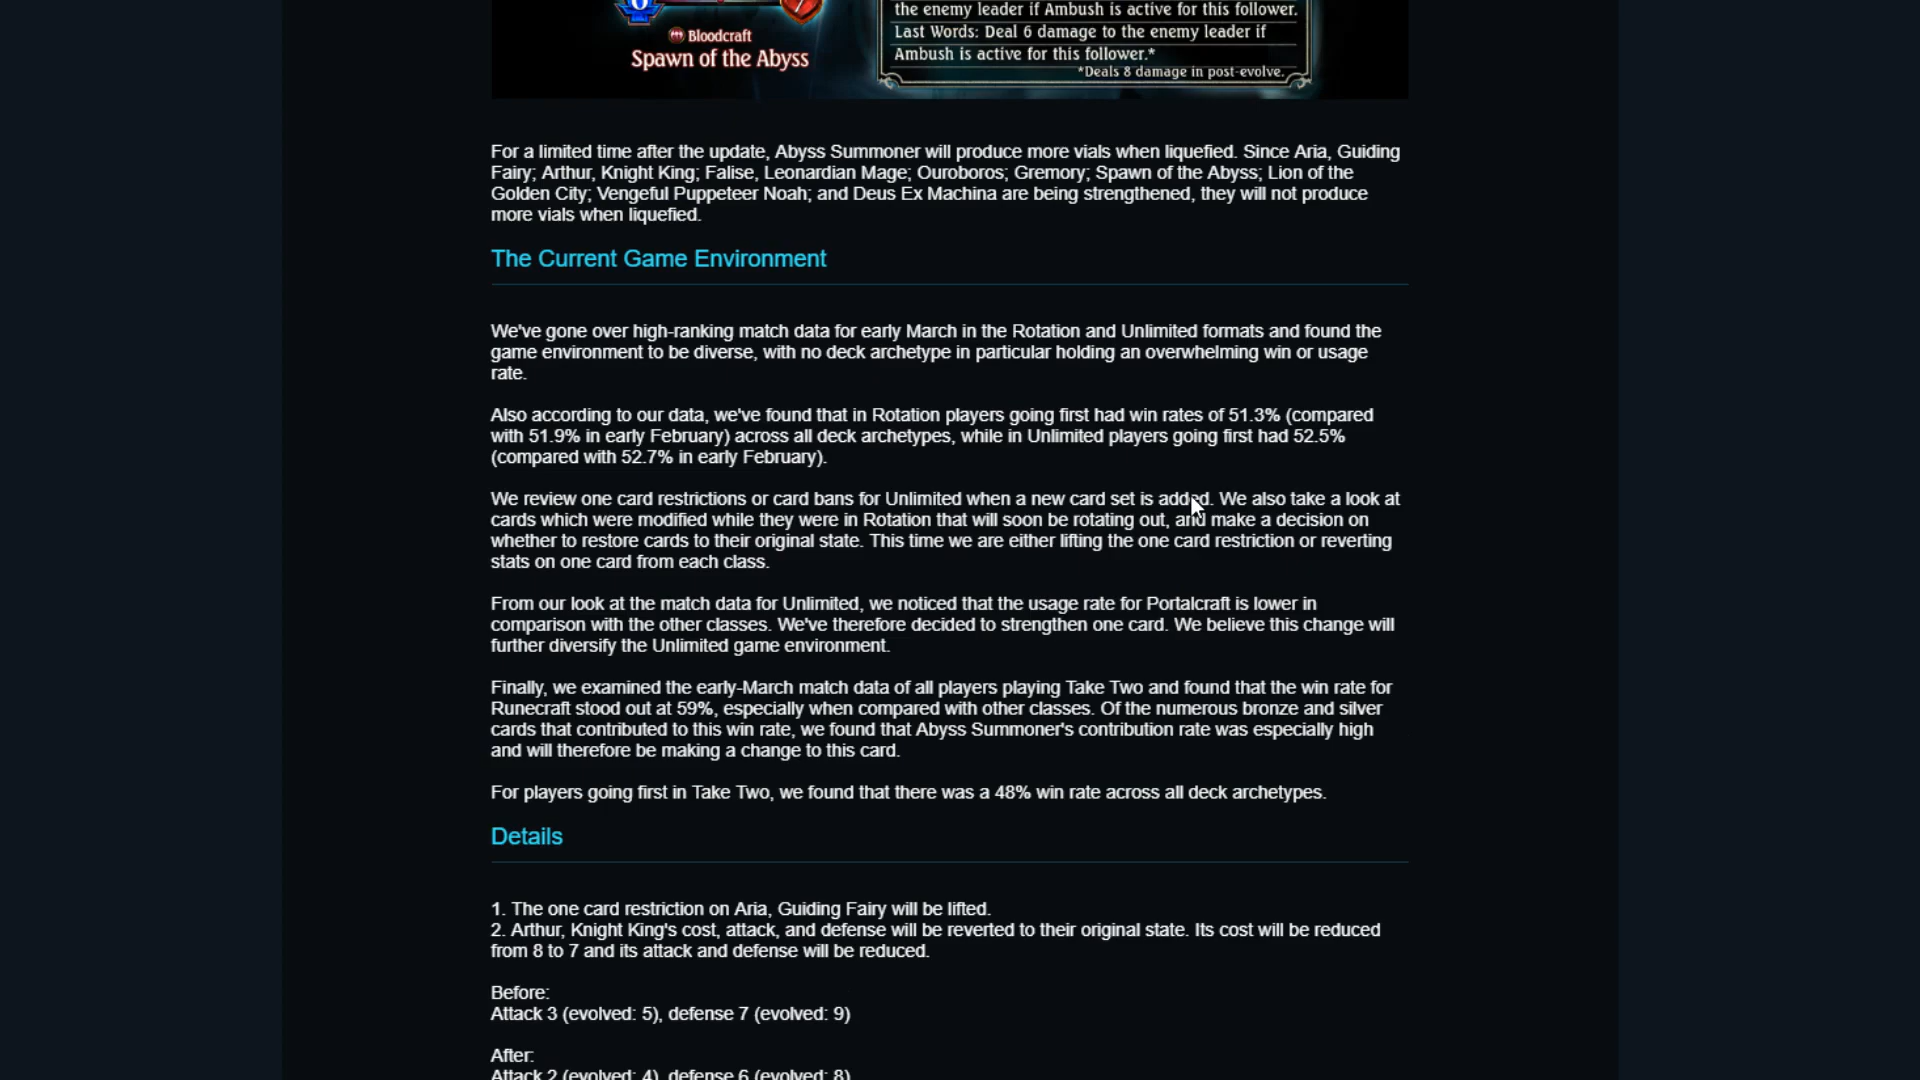 the enemy leader if Ambush is active for this follower.
Last Words: Deal 6 damage to the enemy leader if
Ambush is active for this follower.*
*Deals 8 damage in post-evolve.
Bloodcraft
Spawn of the Abyss
For a limited time after the update, Abyss Summoner will produce more vials when liquefied. Since Aria, Guiding
Fairy; Arthur, Knight King; Falise, Leonardian Mage; Ouroboros; Gremory; Spawn of the Abyss; Lion of the
Golden City; Vengeful Puppeteer Noah; and Deus Ex Machina are being strengthened, they will not produce
more vials when liquefied.
The Current Game Environment
We've gone over high-ranking match data for early March in the Rotation and Unlimited formats and found the
game environment to be diverse, with no deck archetype in particular holding an overwhelming win or usage
rate.
Also according to our data, we've found that in Rotation players going first had win rates of 51.3% (compared
with 51.9% in early February) across all deck archetypes, while in Unlimited players going first had 52.5%
(compared with 52.7% in early February).
We review one card restrictions or card bans for Unlimited when a new card set is added. We also take a look at
cards which were modified while they were in Rotation that will soon be rotating out, and make a decision on
whether to restore cards to their original state. This time we are either lifting the one card restriction or reverting
stats on one card from each class.
From our look at the match data for Unlimited, we noticed that the usage rate for Portalcraft is lower in
comparison with the other classes. We've therefore decided to strengthen one card. We believe this change will
further diversify the Unlimited game environment.
Finally, we examined the early-March match data of all players playing Take Two and found that the win rate for
Runecraft stood out at 59%, especially when compared with other classes. Of the numerous bronze and silver
cards that contributed to this win rate, we found that Abyss Summoner's contribution rate was especially high
and will therefore be making a change to this card.
For players going first in Take Two, we found that there was a 48% win rate across all deck archetypes.
Details
1. The one card restriction on Aria, Guiding Fairy will be lifted.
2. Arthur, Knight King's cost, attack, and defense will be reverted to their original state. Its cost will be reduced
from 8 to 7 and its attack and defense will be reduced.
Before:
Attack 3 (evolved: 5), defense 7 (evolved: 9)
After:
Attack 2 (evolved: 4), defense 6 (evolved: 8)